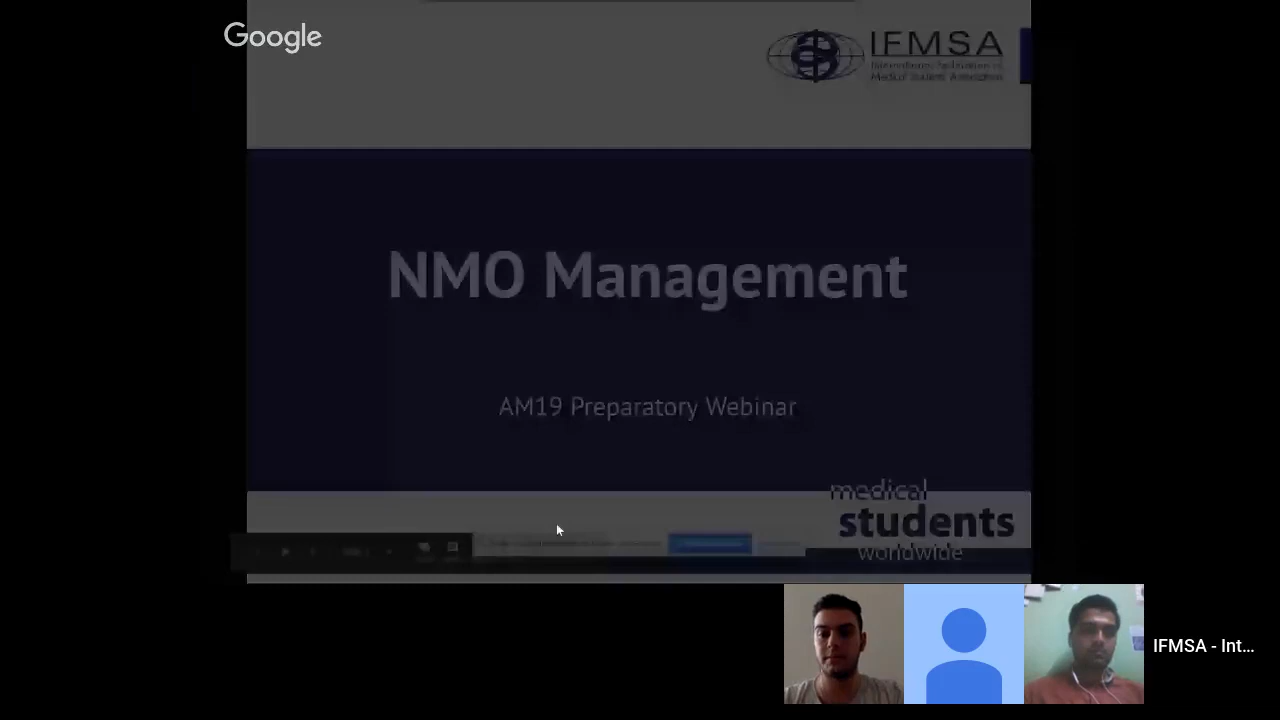 Google
IFMSA
International Federation of
Medical Students' Associations
NMO Management
AM19 Preparatory Webinar
medical
students
worldwide
IFMSA - Int...